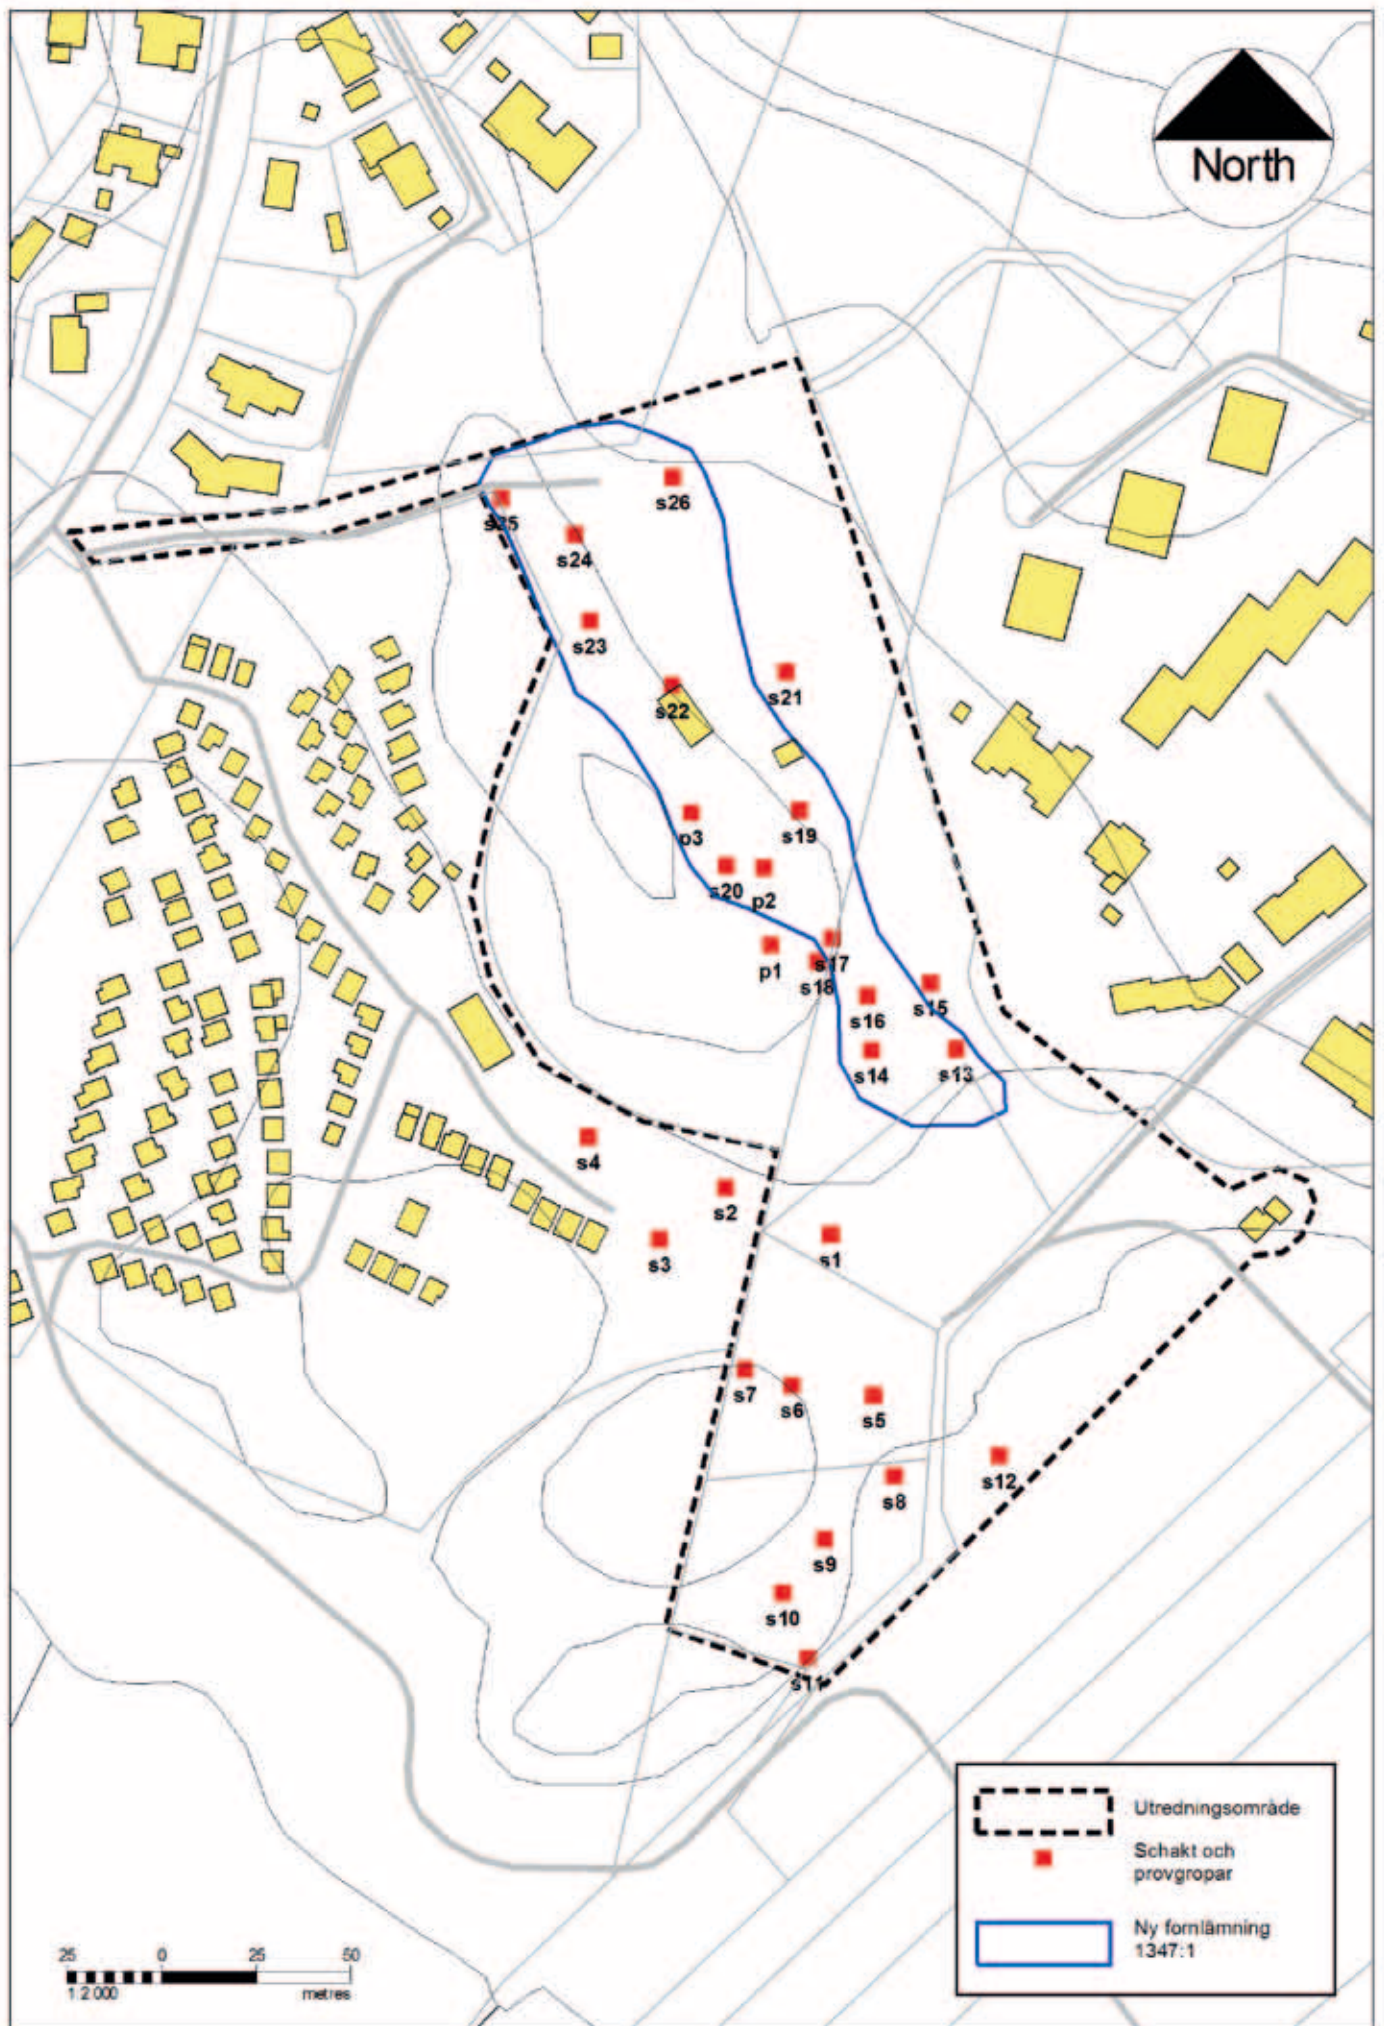 North
s26
s25
s24
s23
s22
s21
p3
s19
s20
p2
p1
s17
s18
s16
s15
s14
s13
s4
s2
s3
s1
s7
s6
s5
s8
s12
s9
s10
s11
Utredningsområde
Schakt och
provgropar
Ny fornlämning
1347:1
25 0 25 50
1:2 000 metres